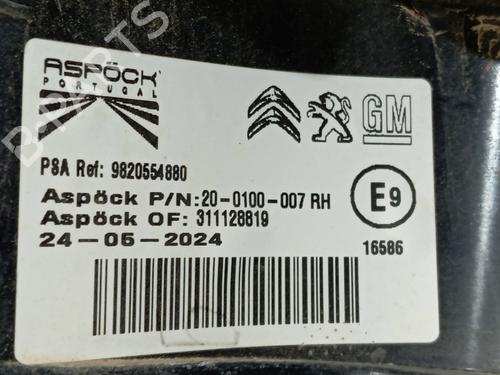 ASPÖCK
PORTUGAL
GM
PSA Ref: 9820554880
Aspöck P/N:20-0100-007 RH
Aspöck OF: 311128819
24-05-2024
E9
16586
B-PARTS